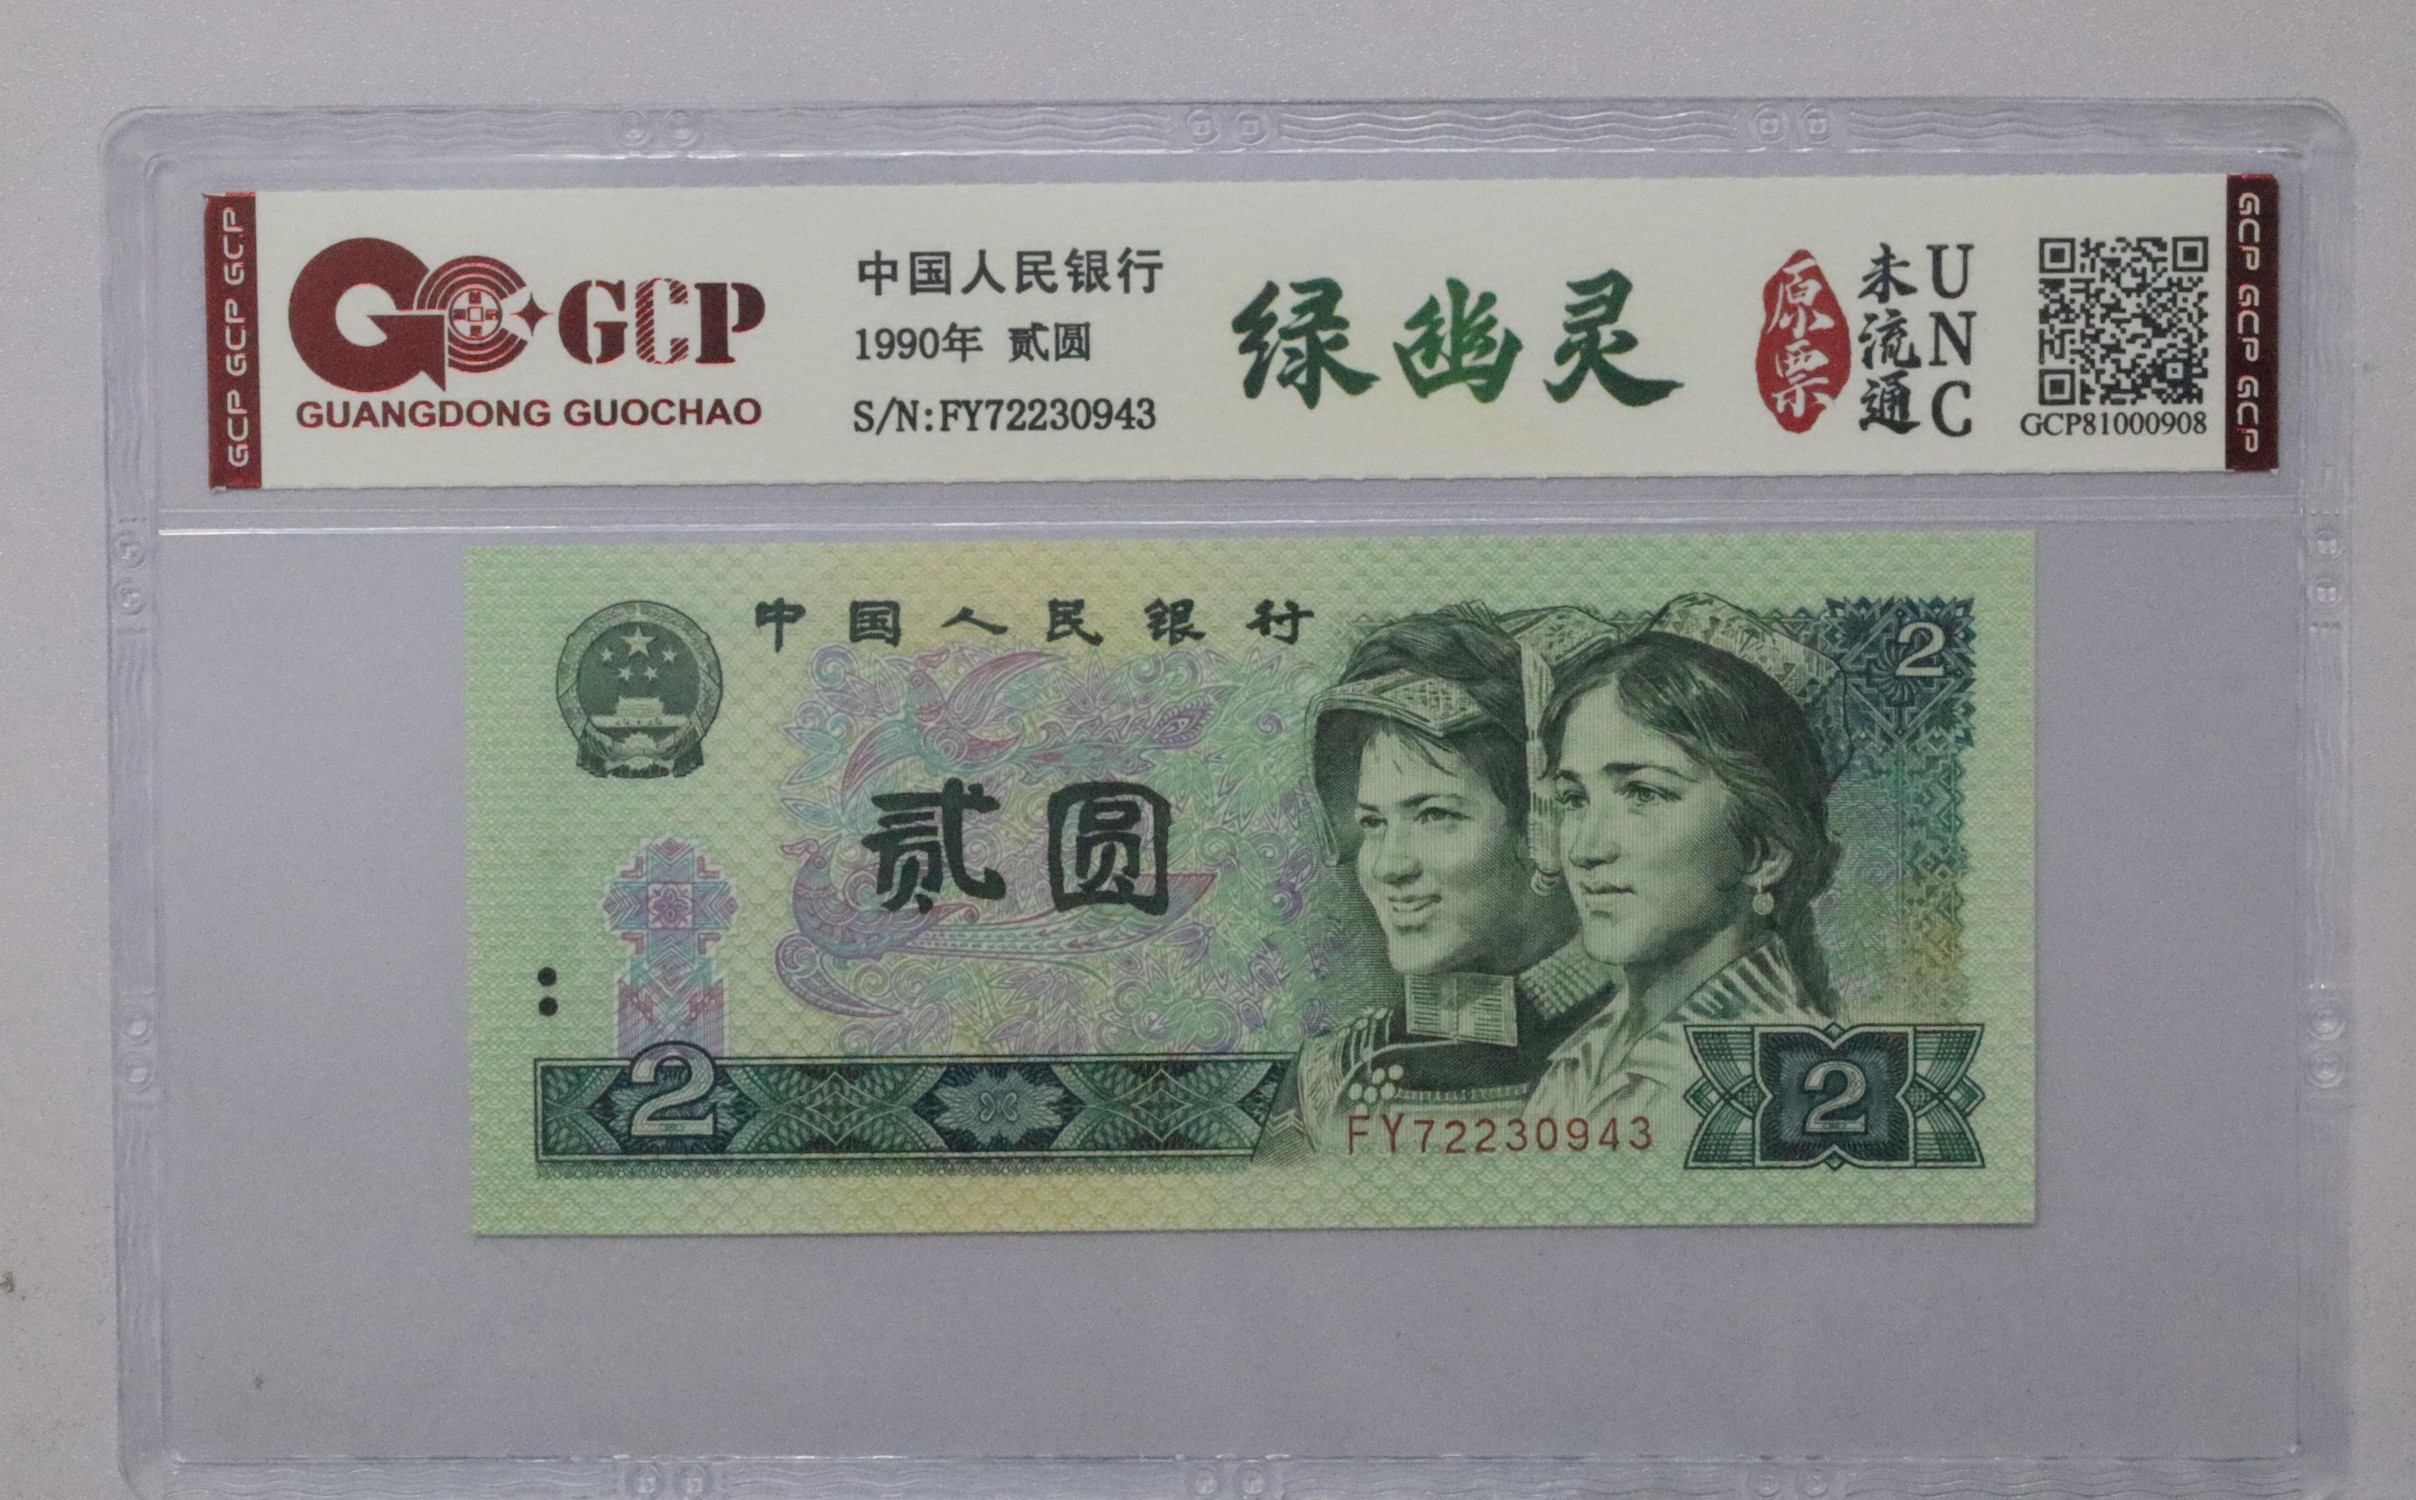 GCP GCP GCP
GCP
GUANGDONG GUOCHAO
中国人民银行
1990年 贰圆
S/N:FY72230943
绿幽灵
原票
未流通
UNC
GCP81000908
GCP GCP GCP
中国人民银行
2
贰圆
2
FY72230943
2